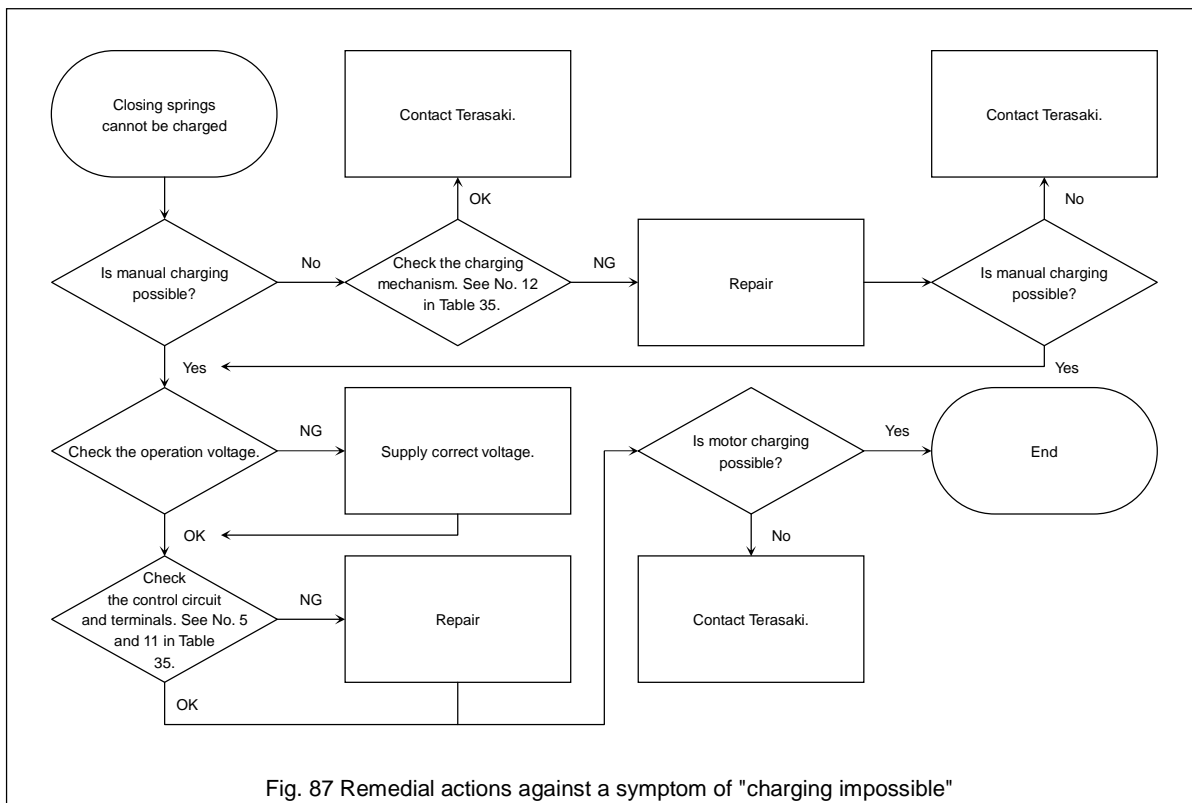 Closing springs
cannot be charged
Contact Terasaki.
Contact Terasaki.
OK
No
Is manual charging
possible?
No
Check the charging
mechanism. See No. 12
in Table 35.
NG
Repair
Is manual charging
possible?
Yes
Yes
Check the operation voltage.
NG
Supply correct voltage.
Is motor charging
possible?
Yes
End
OK
No
Check
the control circuit
and terminals. See No. 5
and 11 in Table
35.
NG
Repair
Contact Terasaki.
OK
Fig. 87 Remedial actions against a symptom of "charging impossible"